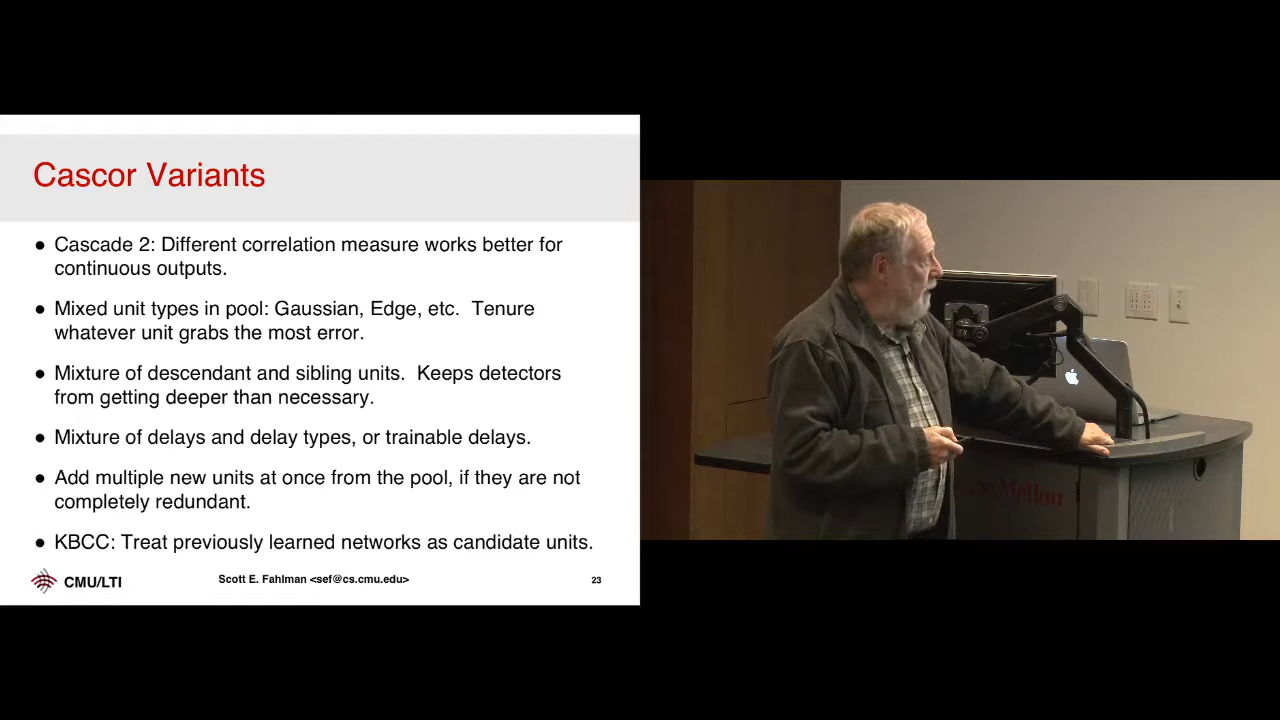 Cascor Variants
● Cascade 2: Different correlation measure works better for
continuous outputs.
● Mixed unit types in pool: Gaussian, Edge, etc.  Tenure
whatever unit grabs the most error.
● Mixture of descendant and sibling units.  Keeps detectors
from getting deeper than necessary.
● Mixture of delays and delay types, or trainable delays.
● Add multiple new units at once from the pool, if they are not
completely redundant.
● KBCC: Treat previously learned networks as candidate units.
CMU/LTI
Scott E. Fahlman <sef@cs.cmu.edu>
23
Mellon